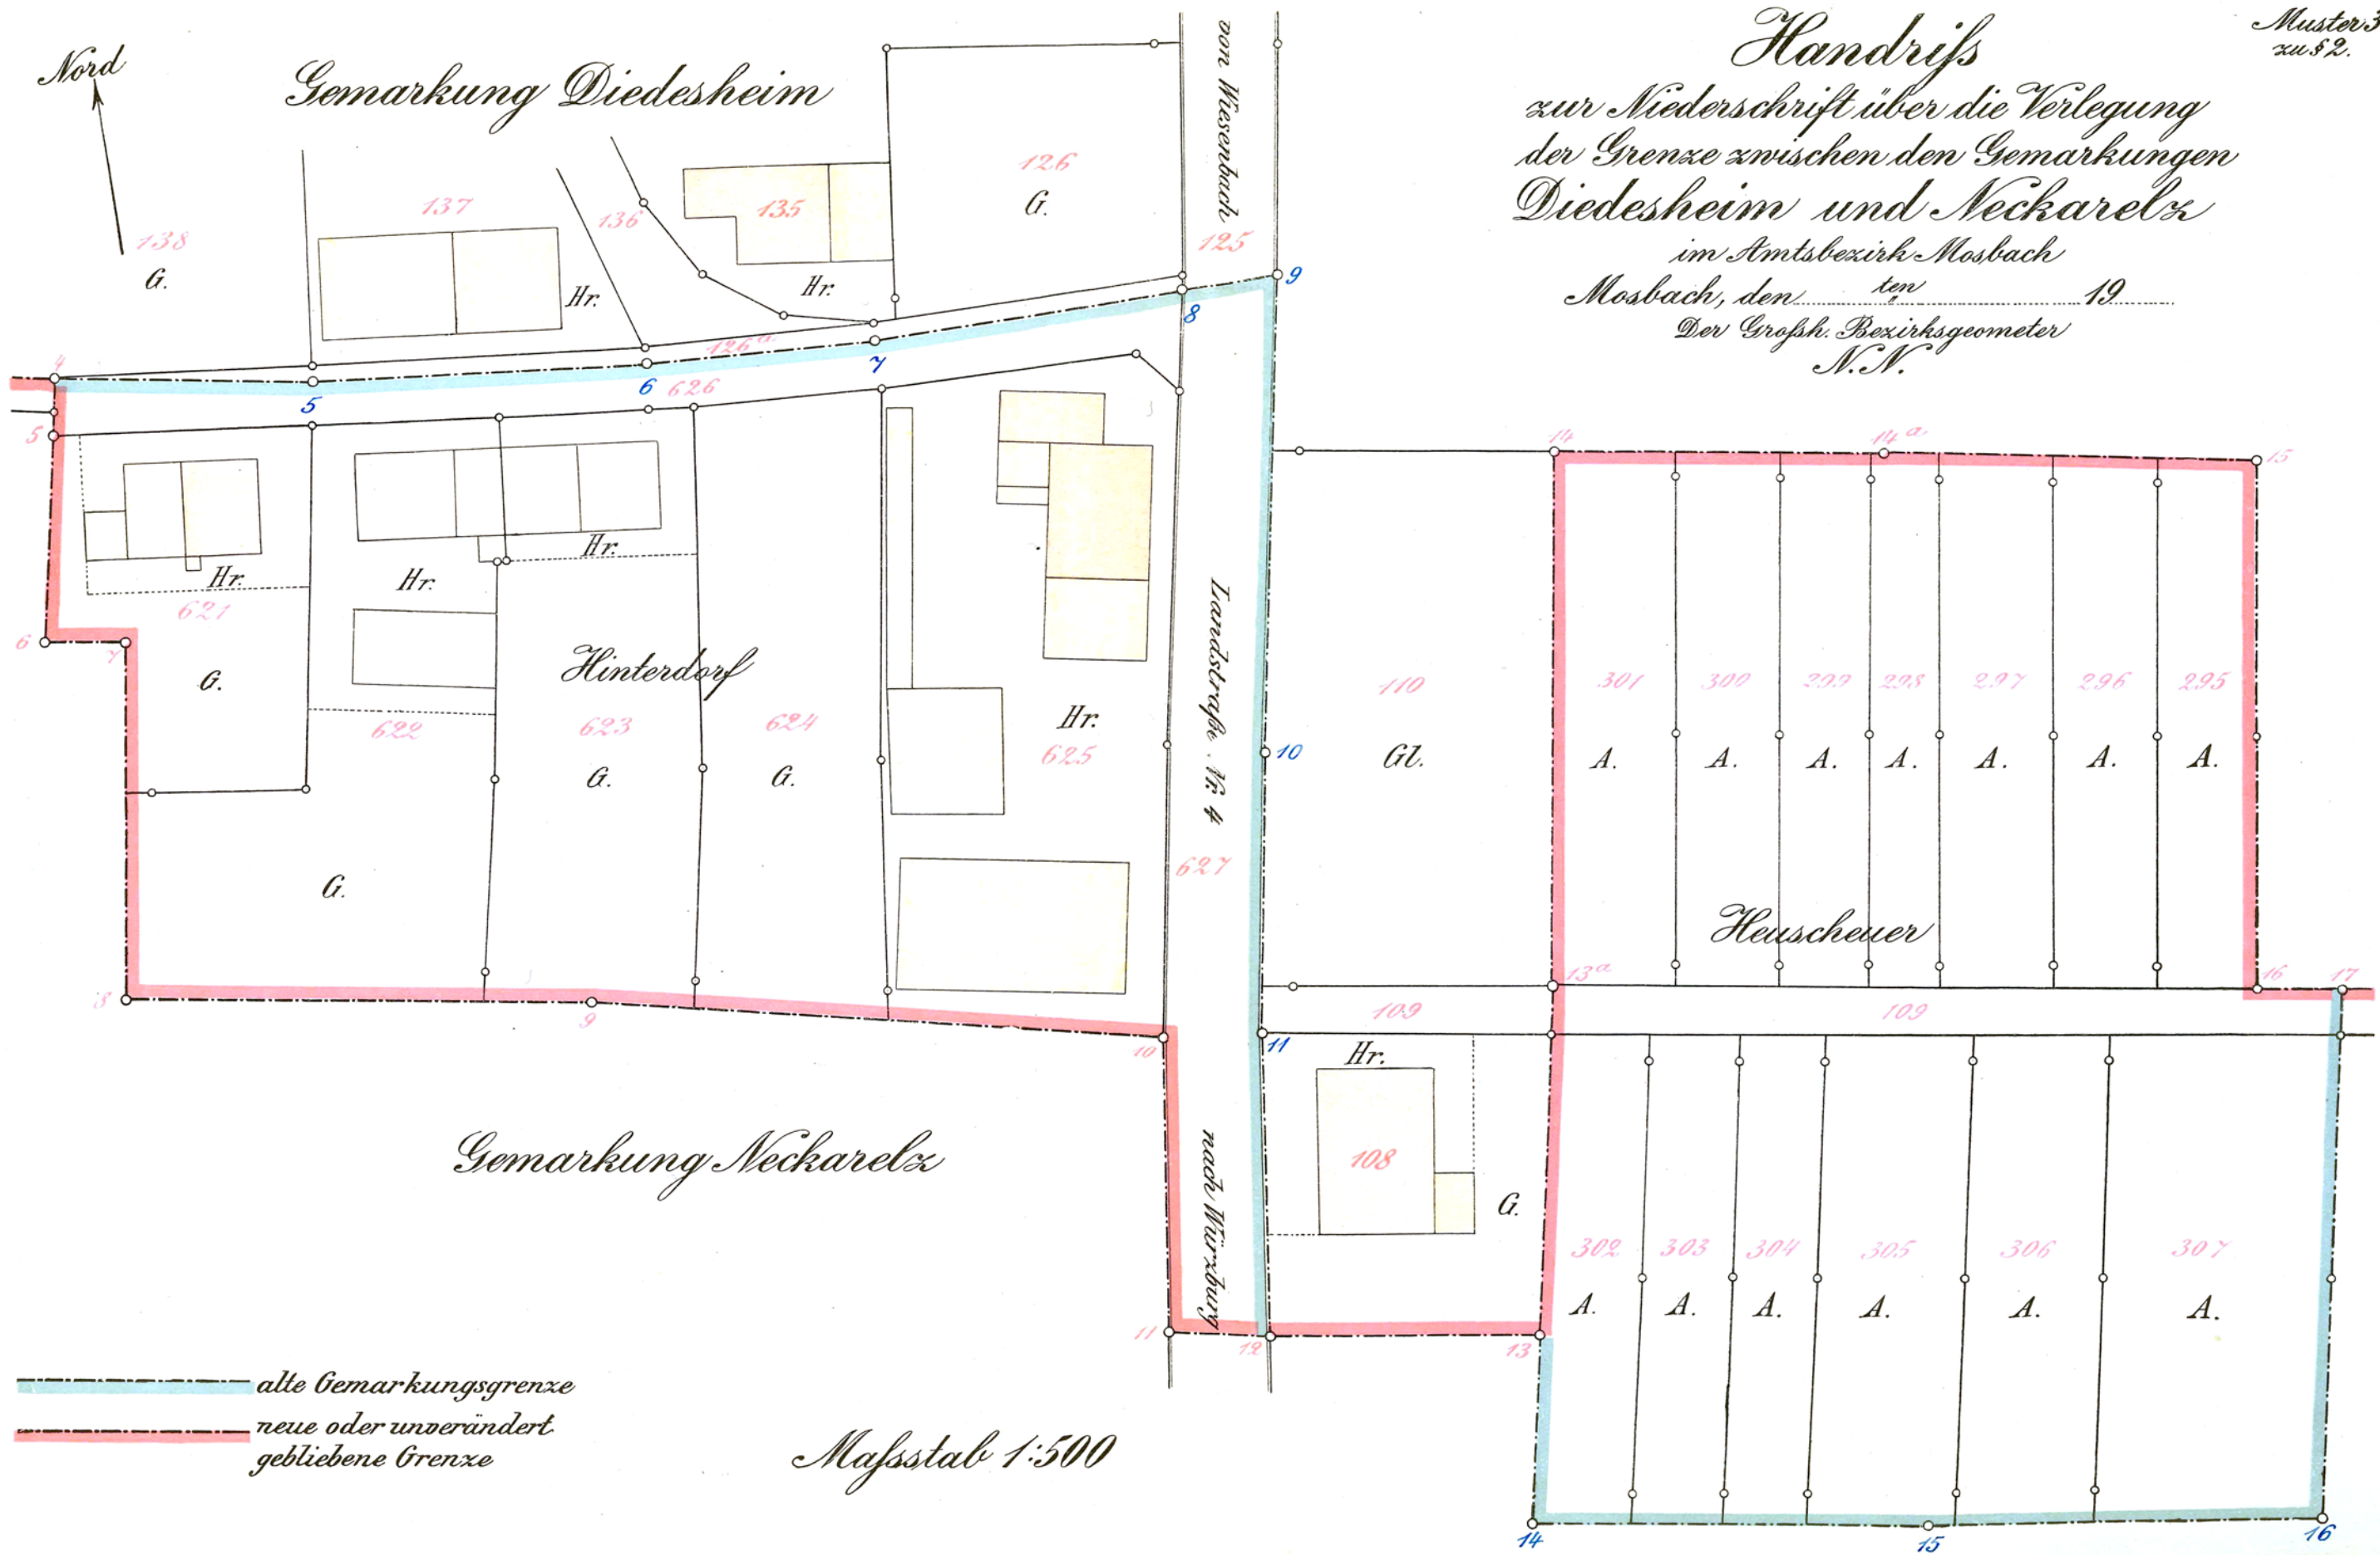 Muster 3
zu § 2.
Handriſs
zur Niederschrift über die Verlegung
der Grenze zwischen den Gemarkungen
Diedesheim und Neckarelz
im Amtsbezirk Mosbach
Mosbach, den ten 19
Der Groſsh. Bezirksgeometer
N.N.
Nord
Gemarkung Diedesheim
von Wiesenbach
138
G.
137
Hr.
136
135
Hr.
126
G.
125
126a
626
4
5
6
7
8
9
5
6
7
Hr.
621
G.
Hr.
622
G.
Hr.
Hinterdorf
623
G.
624
G.
Hr.
625
Landstraße Nr. 4
627
10
110
Gl.
14
14a
15
301
300
299
298
297
296
295
A.
A.
A.
A.
A.
A.
A.
Heuscheuer
8
9
10
11
13a
16
17
109
109
Hr.
108
G.
Gemarkung Neckarelz
nach Würzburg
302
303
304
305
306
307
A.
A.
A.
A.
A.
A.
11
12
13
14
15
16
alte Gemarkungsgrenze
neue oder unverändert
gebliebene Grenze
Maſsstab 1:500